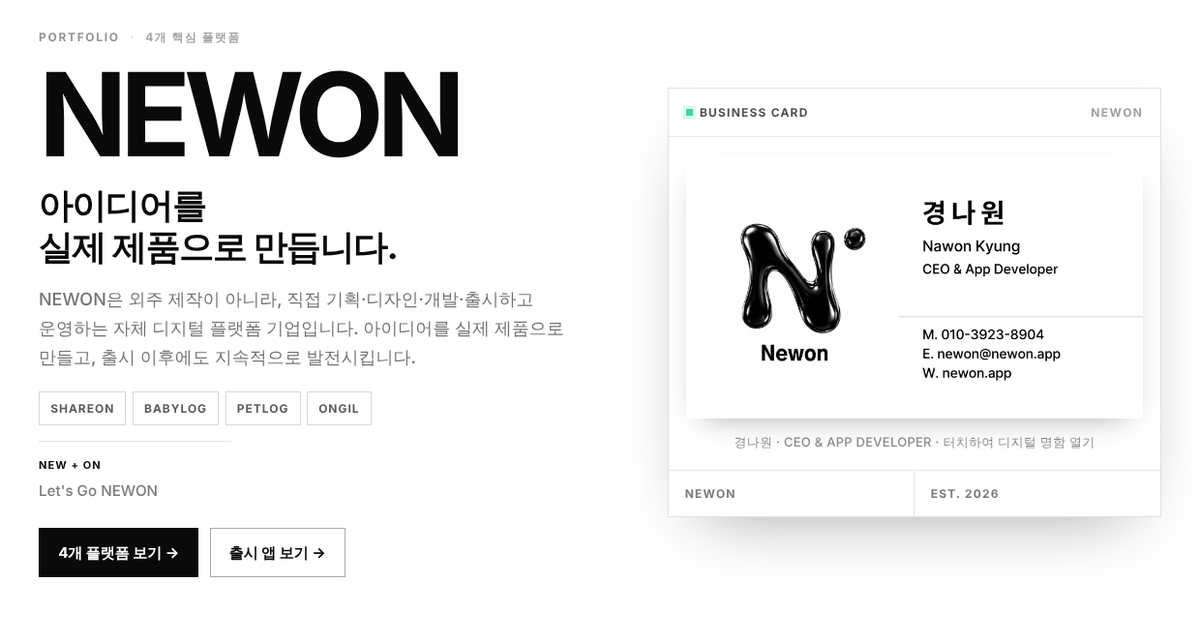 PORTFOLIO · 4개 핵심 플랫폼
NEWON
아이디어를
실제 제품으로 만듭니다.
NEWON은 외주 제작이 아니라, 직접 기획·디자인·개발·출시하고
운영하는 자체 디지털 플랫폼 기업입니다. 아이디어를 실제 제품으로
만들고, 출시 이후에도 지속적으로 발전시킵니다.
SHAREON BABYLOG PETLOG ONGIL
NEW + ON
Let's Go NEWON
4개 플랫폼 보기 → 출시 앱 보기 →
BUSINESS CARD NEWON
Newon
경나원
Nawon Kyung
CEO & App Developer
M. 010-3923-8904
E. newon@newon.app
W. newon.app
경나원 · CEO & APP DEVELOPER · 터치하여 디지털 명함 열기
NEWON EST. 2026